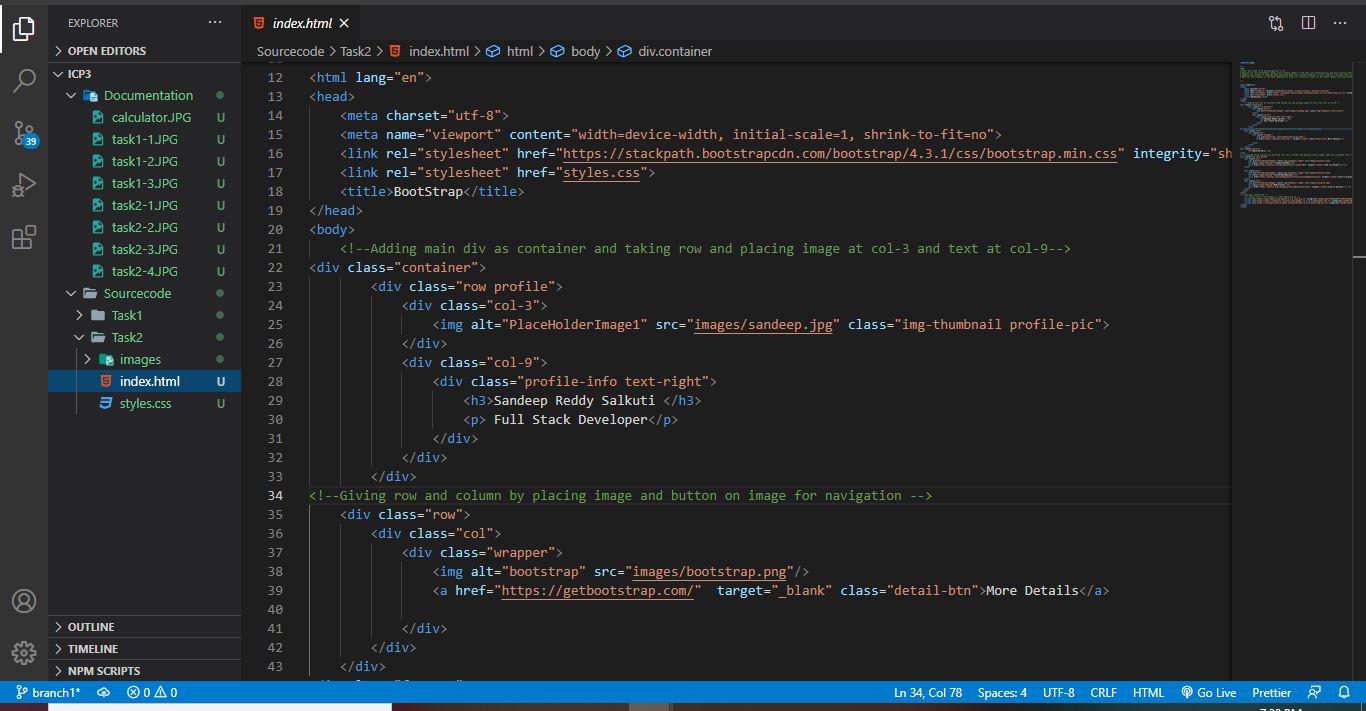 EXPLORER
index.html
OPEN EDITORS
Sourcecode > Task2 > index.html > html > body > div.container
ICP3
Documentation
calculator.JPG U
task1-1.JPG U
task1-2.JPG U
task1-3.JPG U
task2-1.JPG U
task2-2.JPG U
task2-3.JPG U
task2-4.JPG U
Sourcecode
Task1
Task2
images
index.html U
styles.css U
OUTLINE
TIMELINE
NPM SCRIPTS
39
12 <html lang="en">
13 <head>
14 <meta charset="utf-8">
15 <meta name="viewport" content="width=device-width, initial-scale=1, shrink-to-fit=no">
16 <link rel="stylesheet" href="https://stackpath.bootstrapcdn.com/bootstrap/4.3.1/css/bootstrap.min.css" integrity="sh
17 <link rel="stylesheet" href="styles.css">
18 <title>BootStrap</title>
19 </head>
20 <body>
21 <!--Adding main div as container and taking row and placing image at col-3 and text at col-9-->
22 <div class="container">
23 <div class="row profile">
24 <div class="col-3">
25 <img alt="PlaceHolderImage1" src="images/sandeep.jpg" class="img-thumbnail profile-pic">
26 </div>
27 <div class="col-9">
28 <div class="profile-info text-right">
29 <h3>Sandeep Reddy Salkuti </h3>
30 <p> Full Stack Developer</p>
31 </div>
32 </div>
33 </div>
34 <!--Giving row and column by placing image and button on image for navigation -->
35 <div class="row">
36 <div class="col">
37 <div class="wrapper">
38 <img alt="bootstrap" src="images/bootstrap.png"/>
39 <a href="https://getbootstrap.com/"  target="_blank" class="detail-btn">More Details</a>
40
41 </div>
42 </div>
43 </div>
branch1* 0 0 Ln 34, Col 78 Spaces: 4 UTF-8 CRLF HTML Go Live Prettier